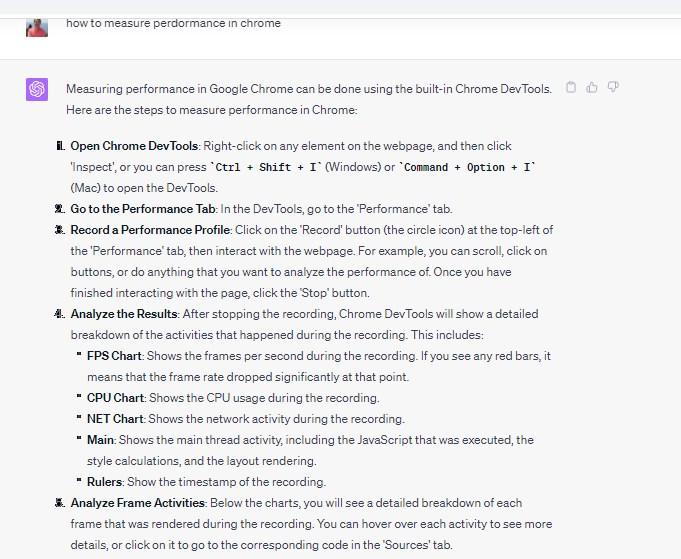 how to measure perdormance in chrome
Measuring performance in Google Chrome can be done using the built-in Chrome DevTools.
Here are the steps to measure performance in Chrome:
1. Open Chrome DevTools: Right-click on any element on the webpage, and then click
'Inspect', or you can press `Ctrl + Shift + I` (Windows) or `Command + Option + I`
(Mac) to open the DevTools.
2. Go to the Performance Tab: In the DevTools, go to the 'Performance' tab.
3. Record a Performance Profile: Click on the 'Record' button (the circle icon) at the top-left of
the 'Performance' tab, then interact with the webpage. For example, you can scroll, click on
buttons, or do anything that you want to analyze the performance of. Once you have
finished interacting with the page, click the 'Stop' button.
4. Analyze the Results: After stopping the recording, Chrome DevTools will show a detailed
breakdown of the activities that happened during the recording. This includes:
▪ FPS Chart: Shows the frames per second during the recording. If you see any red bars, it
means that the frame rate dropped significantly at that point.
▪ CPU Chart: Shows the CPU usage during the recording.
▪ NET Chart: Shows the network activity during the recording.
▪ Main: Shows the main thread activity, including the JavaScript that was executed, the
style calculations, and the layout rendering.
▪ Rulers: Show the timestamp of the recording.
5. Analyze Frame Activities: Below the charts, you will see a detailed breakdown of each
frame that was rendered during the recording. You can hover over each activity to see more
details, or click on it to go to the corresponding code in the 'Sources' tab.